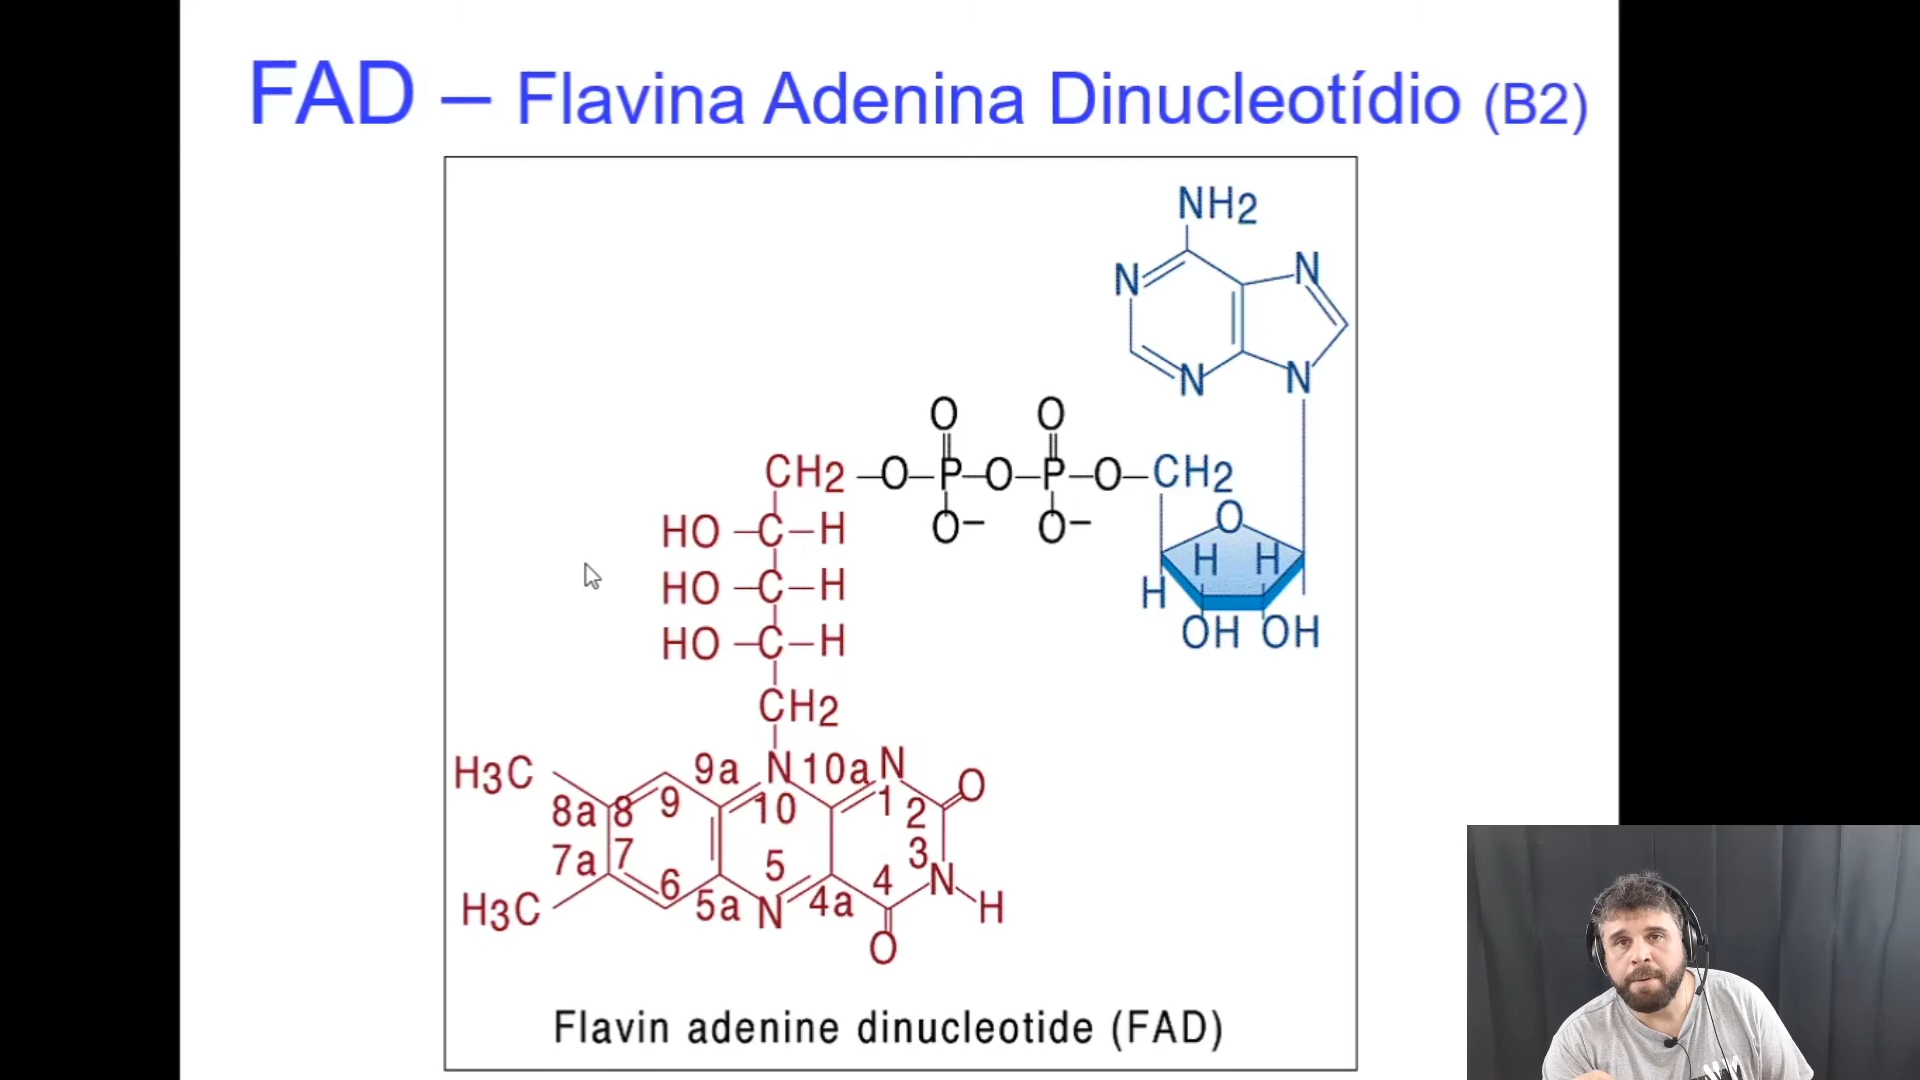 FAD – Flavina Adenina Dinucleotídio (B2)
NH2
N N
N N
O O
CH2 –O–P–O–P–O–CH2
O– O–
O
HO –C–H
H H
HO –C–H
H
HO –C–H
OH OH
CH2
H3C 9a N 10a N O
8a 8 9 10 1 2
7a 7 5 3
6 4 N
H3C 5a N 4a H
O
Flavin adenine dinucleotide (FAD)